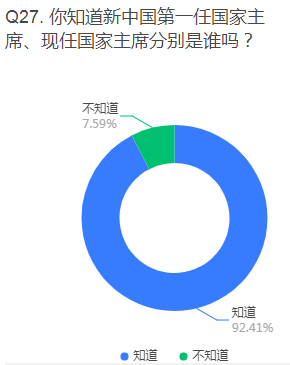 Q27. 你知道新中国第一任国家主
席、现任国家主席分别是谁吗？
不知道
7.59%
知道
92.41%
知道 不知道